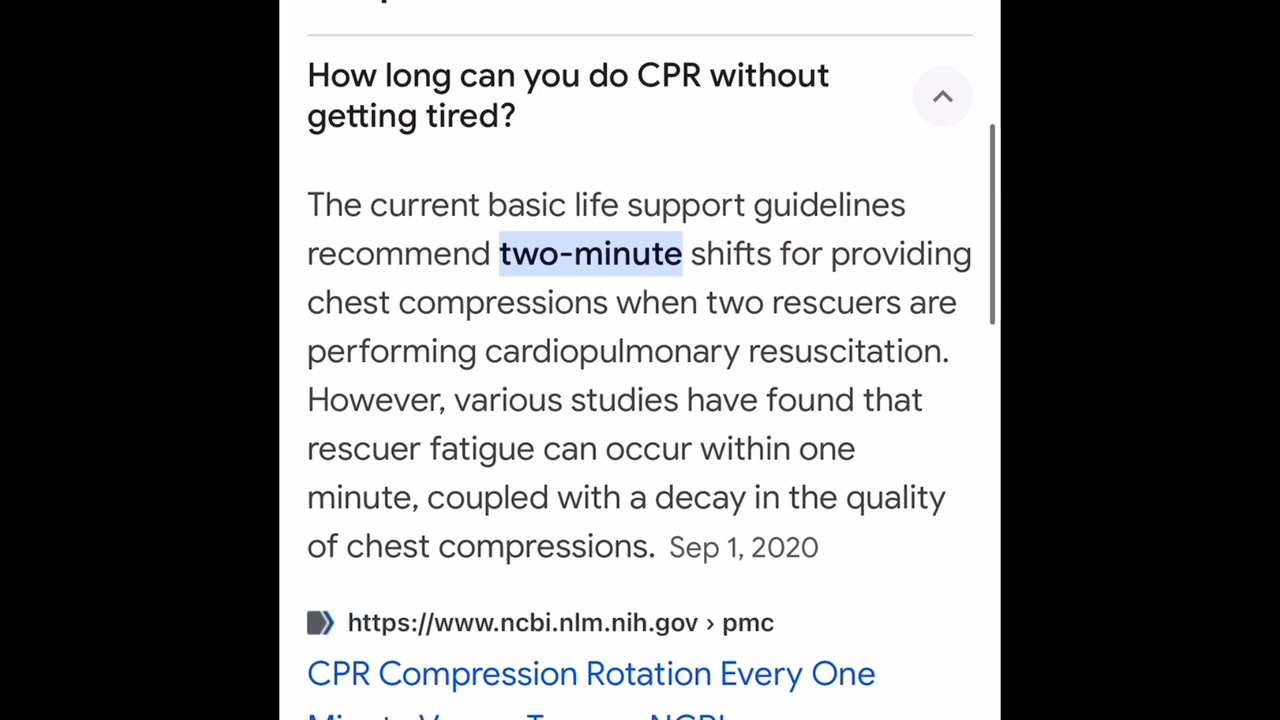 How long can you do CPR without
getting tired?
The current basic life support guidelines
recommend two-minute shifts for providing
chest compressions when two rescuers are
performing cardiopulmonary resuscitation.
However, various studies have found that
rescuer fatigue can occur within one
minute, coupled with a decay in the quality
of chest compressions. Sep 1, 2020
https://www.ncbi.nlm.nih.gov › pmc
CPR Compression Rotation Every One